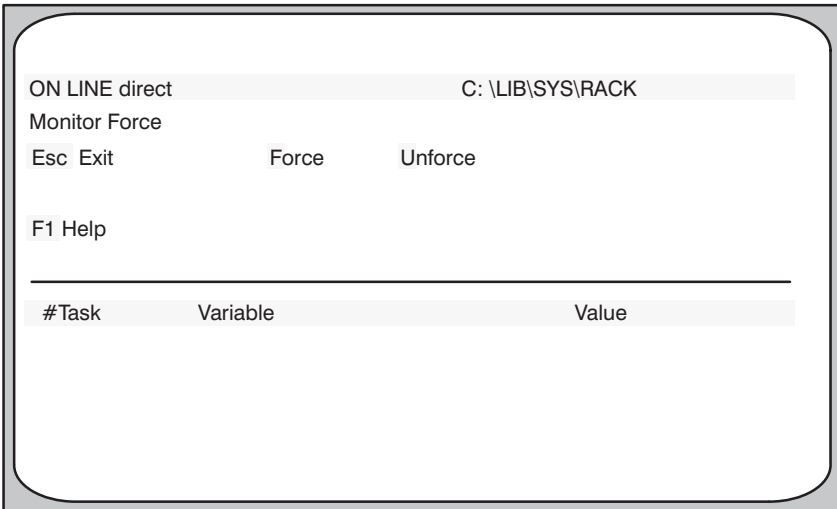 ON LINE direct C: \LIB\SYS\RACK
Monitor Force
Esc Exit Force Unforce
F1 Help
#Task Variable Value